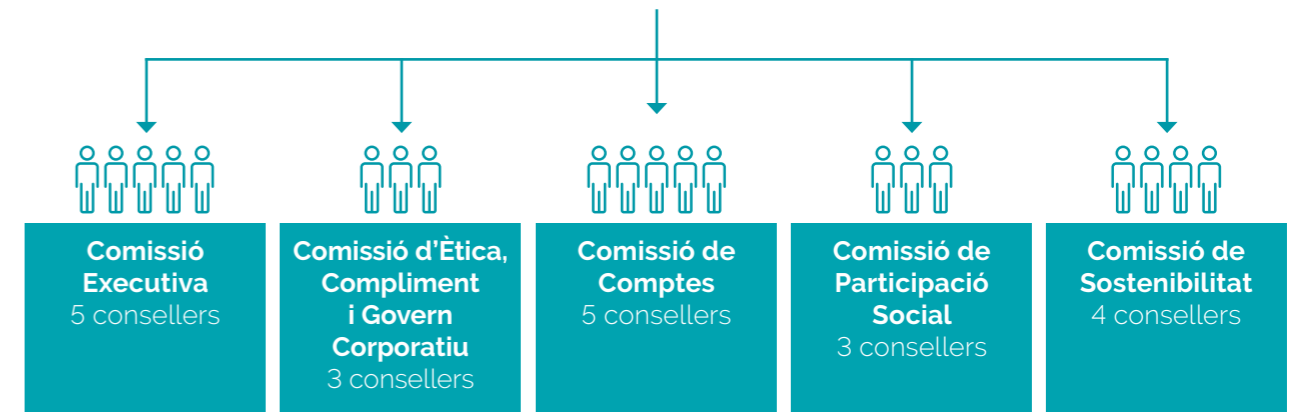 Comissió
Executiva
5 consellers
Comissió d’Ètica,
Compliment
i Govern
Corporatiu
3 consellers
Comissió de
Comptes
5 consellers
Comissió de
Participació
Social
3 consellers
Comissió de
Sostenibilitat
4 consellers